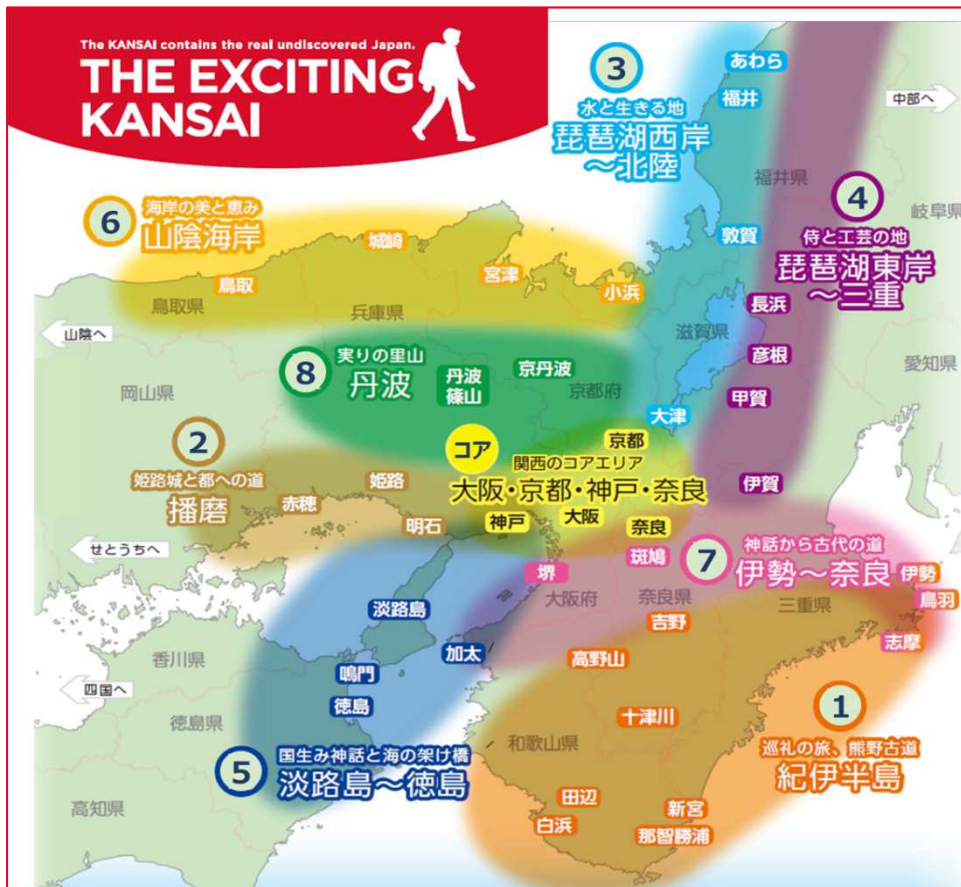 The KANSAI contains the real undiscovered Japan.
THE EXCITING
KANSAI
3
水と生きる地
琵琶湖西岸
～北陸
あわら
福井
中部へ
福井県
4
侍と工芸の地
琵琶湖東岸
～三重
岐阜県
6
海岸の美と恵み
山陰海岸
城崎
鳥取
宮津
小浜
敦賀
鳥取県
兵庫県
長浜
滋賀県
山陰へ
彦根
愛知県
8
実りの里山
丹波
丹波
篠山
京丹波
京都府
岡山県
甲賀
大津
2
姫路城と都への道
播磨
コア
京都
関西のコアエリア
大阪・京都・神戸・奈良
姫路
赤穂
明石
神戸
大阪
奈良
伊賀
せとうちへ
斑鳩
7
神話から古代の道
伊勢～奈良
堺
大阪府
奈良県
三重県
伊勢
鳥羽
志摩
淡路島
吉野
加太
高野山
香川県
鳴門
四国へ
徳島
徳島県
十津川
1
巡礼の旅、熊野古道
紀伊半島
5
国生み神話と海の架け橋
淡路島～徳島
和歌山県
高知県
田辺
白浜
新宮
那智勝浦